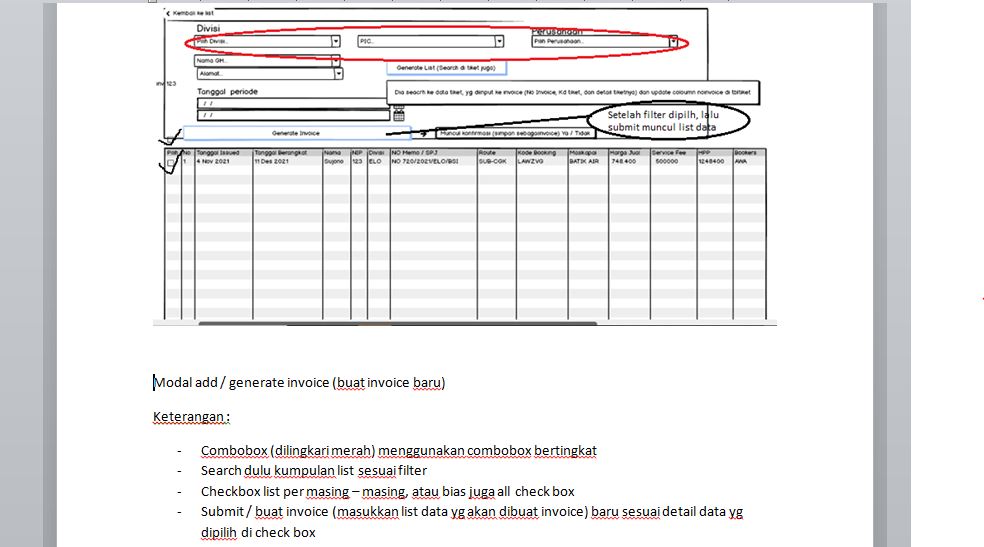 < Kembali ke list
Divisi
Perusahaan
Pilih Divisi..
PIC..
Pilih Perusahaan..
Nama GM..
Generate List (Search di tiket juga)
Alamat..
inv 123
Tanggal periode
Dia search ke data tiket, yg dinput ke invoice (No Invoice, Kd tiket, dan detail tiketnya) dan update column noinvoice di tbltiket
/ /
/ /
Setelah filter dipilh, lalu
submit muncul list data
Generate Invoice
Muncul konfirmasi (simpan sebagainvoice) Ya / Tidak
Pilih No Tanggal Issued Tanggal Berangkat Nama NIP Divisi NO Memo / SPJ Route Kode Booking Maskapai Harga Jual Service Fee HPP Bookers
1 4 Nov 2021 11 Des 2021 Sujono 123 ELO NO 720/2021/ELO/BSI SUB-CGK LAWZVG BATIK AIR 748.400 500000 1248400 AWA
Modal add / generate invoice (buat invoice baru)
Keterangan :
- Combobox (dilingkari merah) menggunakan combobox bertingkat
- Search dulu kumpulan list sesuai filter
- Checkbox list per masing – masing, atau bias juga all check box
- Submit / buat invoice (masukkan list data yg akan dibuat invoice) baru sesuai detail data yg
dipilih di check box